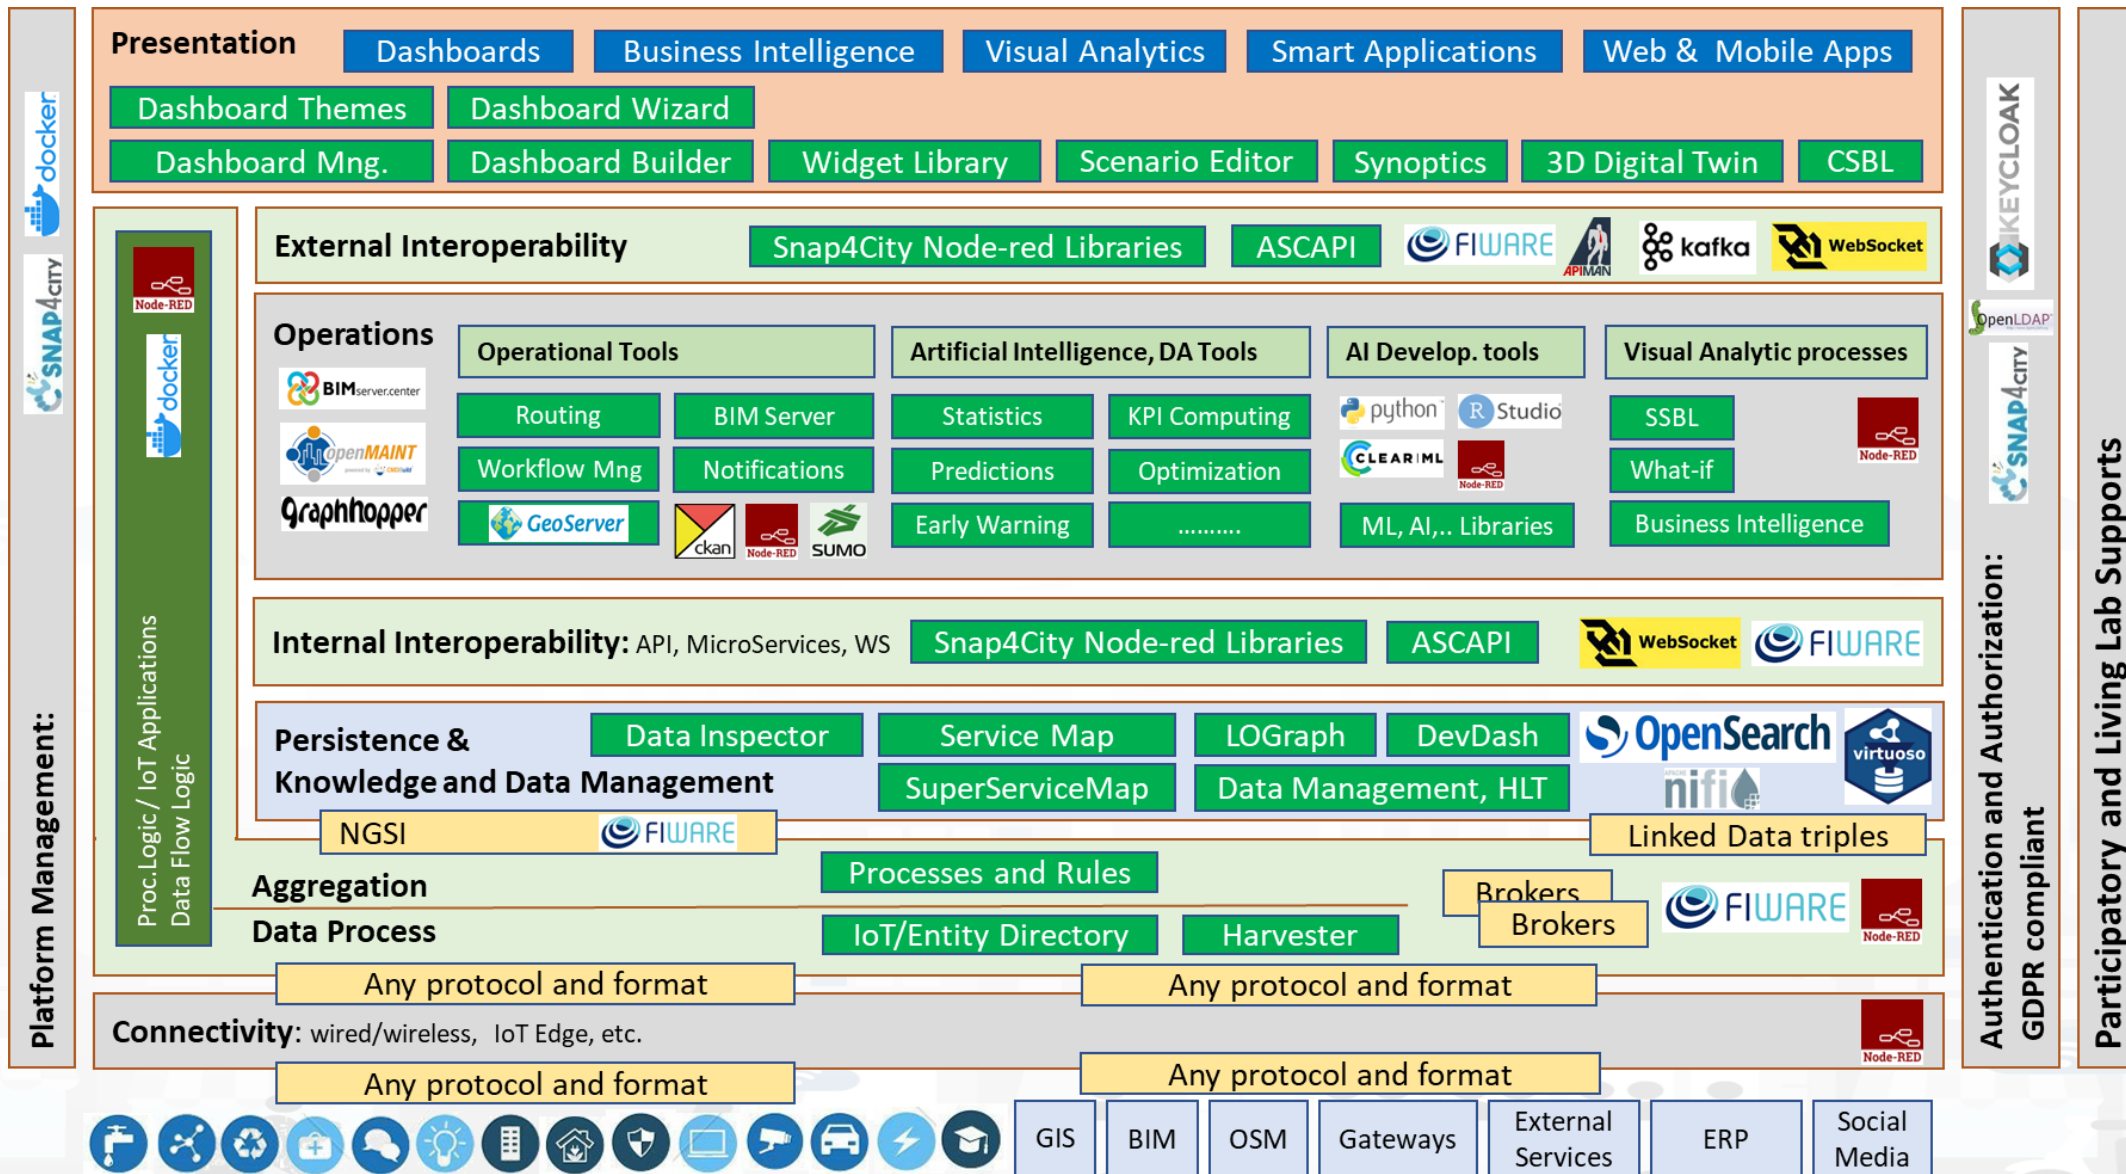 Platform Management:
SNAP4CITY
docker
Presentation
Dashboards
Business Intelligence
Visual Analytics
Smart Applications
Web & Mobile Apps
Dashboard Themes
Dashboard Wizard
Dashboard Mng.
Dashboard Builder
Widget Library
Scenario Editor
Synoptics
3D Digital Twin
CSBL
Node-RED
docker
Proc.Logic / IoT Applications
Data Flow Logic
External Interoperability
Snap4City Node-red Libraries
ASCAPI
FIWARE
APIMAN
kafka
WebSocket
Operations
BIMserver.center
openMAINT
Graphhopper
Operational Tools
Routing
BIM Server
Workflow Mng
Notifications
GeoServer
ckan
Node-RED
SUMO
Artificial Intelligence, DA Tools
Statistics
KPI Computing
Predictions
Optimization
Early Warning
..........
AI Develop. tools
python
R Studio
CLEAR|ML
Node-RED
ML, AI,.. Libraries
Visual Analytic processes
SSBL
What-if
Business Intelligence
Node-RED
Internal Interoperability: API, MicroServices, WS
Snap4City Node-red Libraries
ASCAPI
WebSocket
FIWARE
Persistence &
Knowledge and Data Management
Data Inspector
Service Map
LOGraph
DevDash
SuperServiceMap
Data Management, HLT
OpenSearch
nifi
virtuoso
NGSI
FIWARE
Linked Data triples
Aggregation
Processes and Rules
Data Process
IoT/Entity Directory
Harvester
Brokers
Brokers
FIWARE
Node-RED
Any protocol and format
Any protocol and format
Connectivity: wired/wireless, IoT Edge, etc.
Node-RED
Any protocol and format
Any protocol and format
GIS
BIM
OSM
Gateways
External
Services
ERP
Social
Media
KEYCLOAK
OpenLDAP
SNAP4CITY
Authentication and Authorization:
GDPR compliant
Participatory and Living Lab Supports